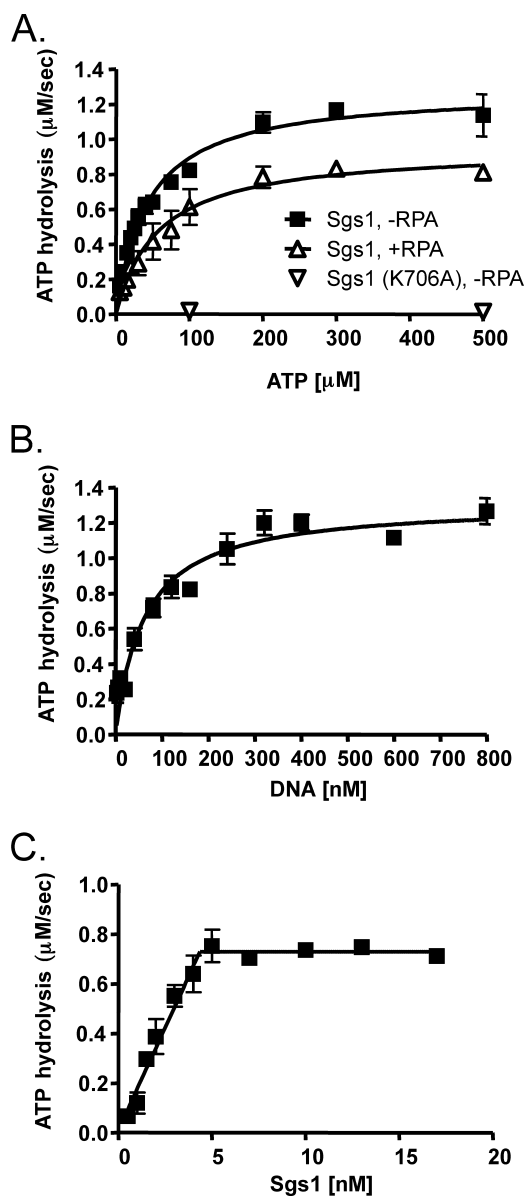 A.
1.4
1.2
1.0
0.8
0.6
0.4
0.2
0.0
ATP hydrolysis (μM/sec)
Sgs1, -RPA
Sgs1, +RPA
Sgs1 (K706A), -RPA
0 100 200 300 400 500
ATP [μM]
B.
1.4
1.2
1.0
0.8
0.6
0.4
0.2
0.0
ATP hydrolysis (μM/sec)
0 100 200 300 400 500 600 700 800
DNA [nM]
C.
1.0
0.8
0.6
0.4
0.2
0.0
ATP hydrolysis (μM/sec)
0 5 10 15 20
Sgs1 [nM]